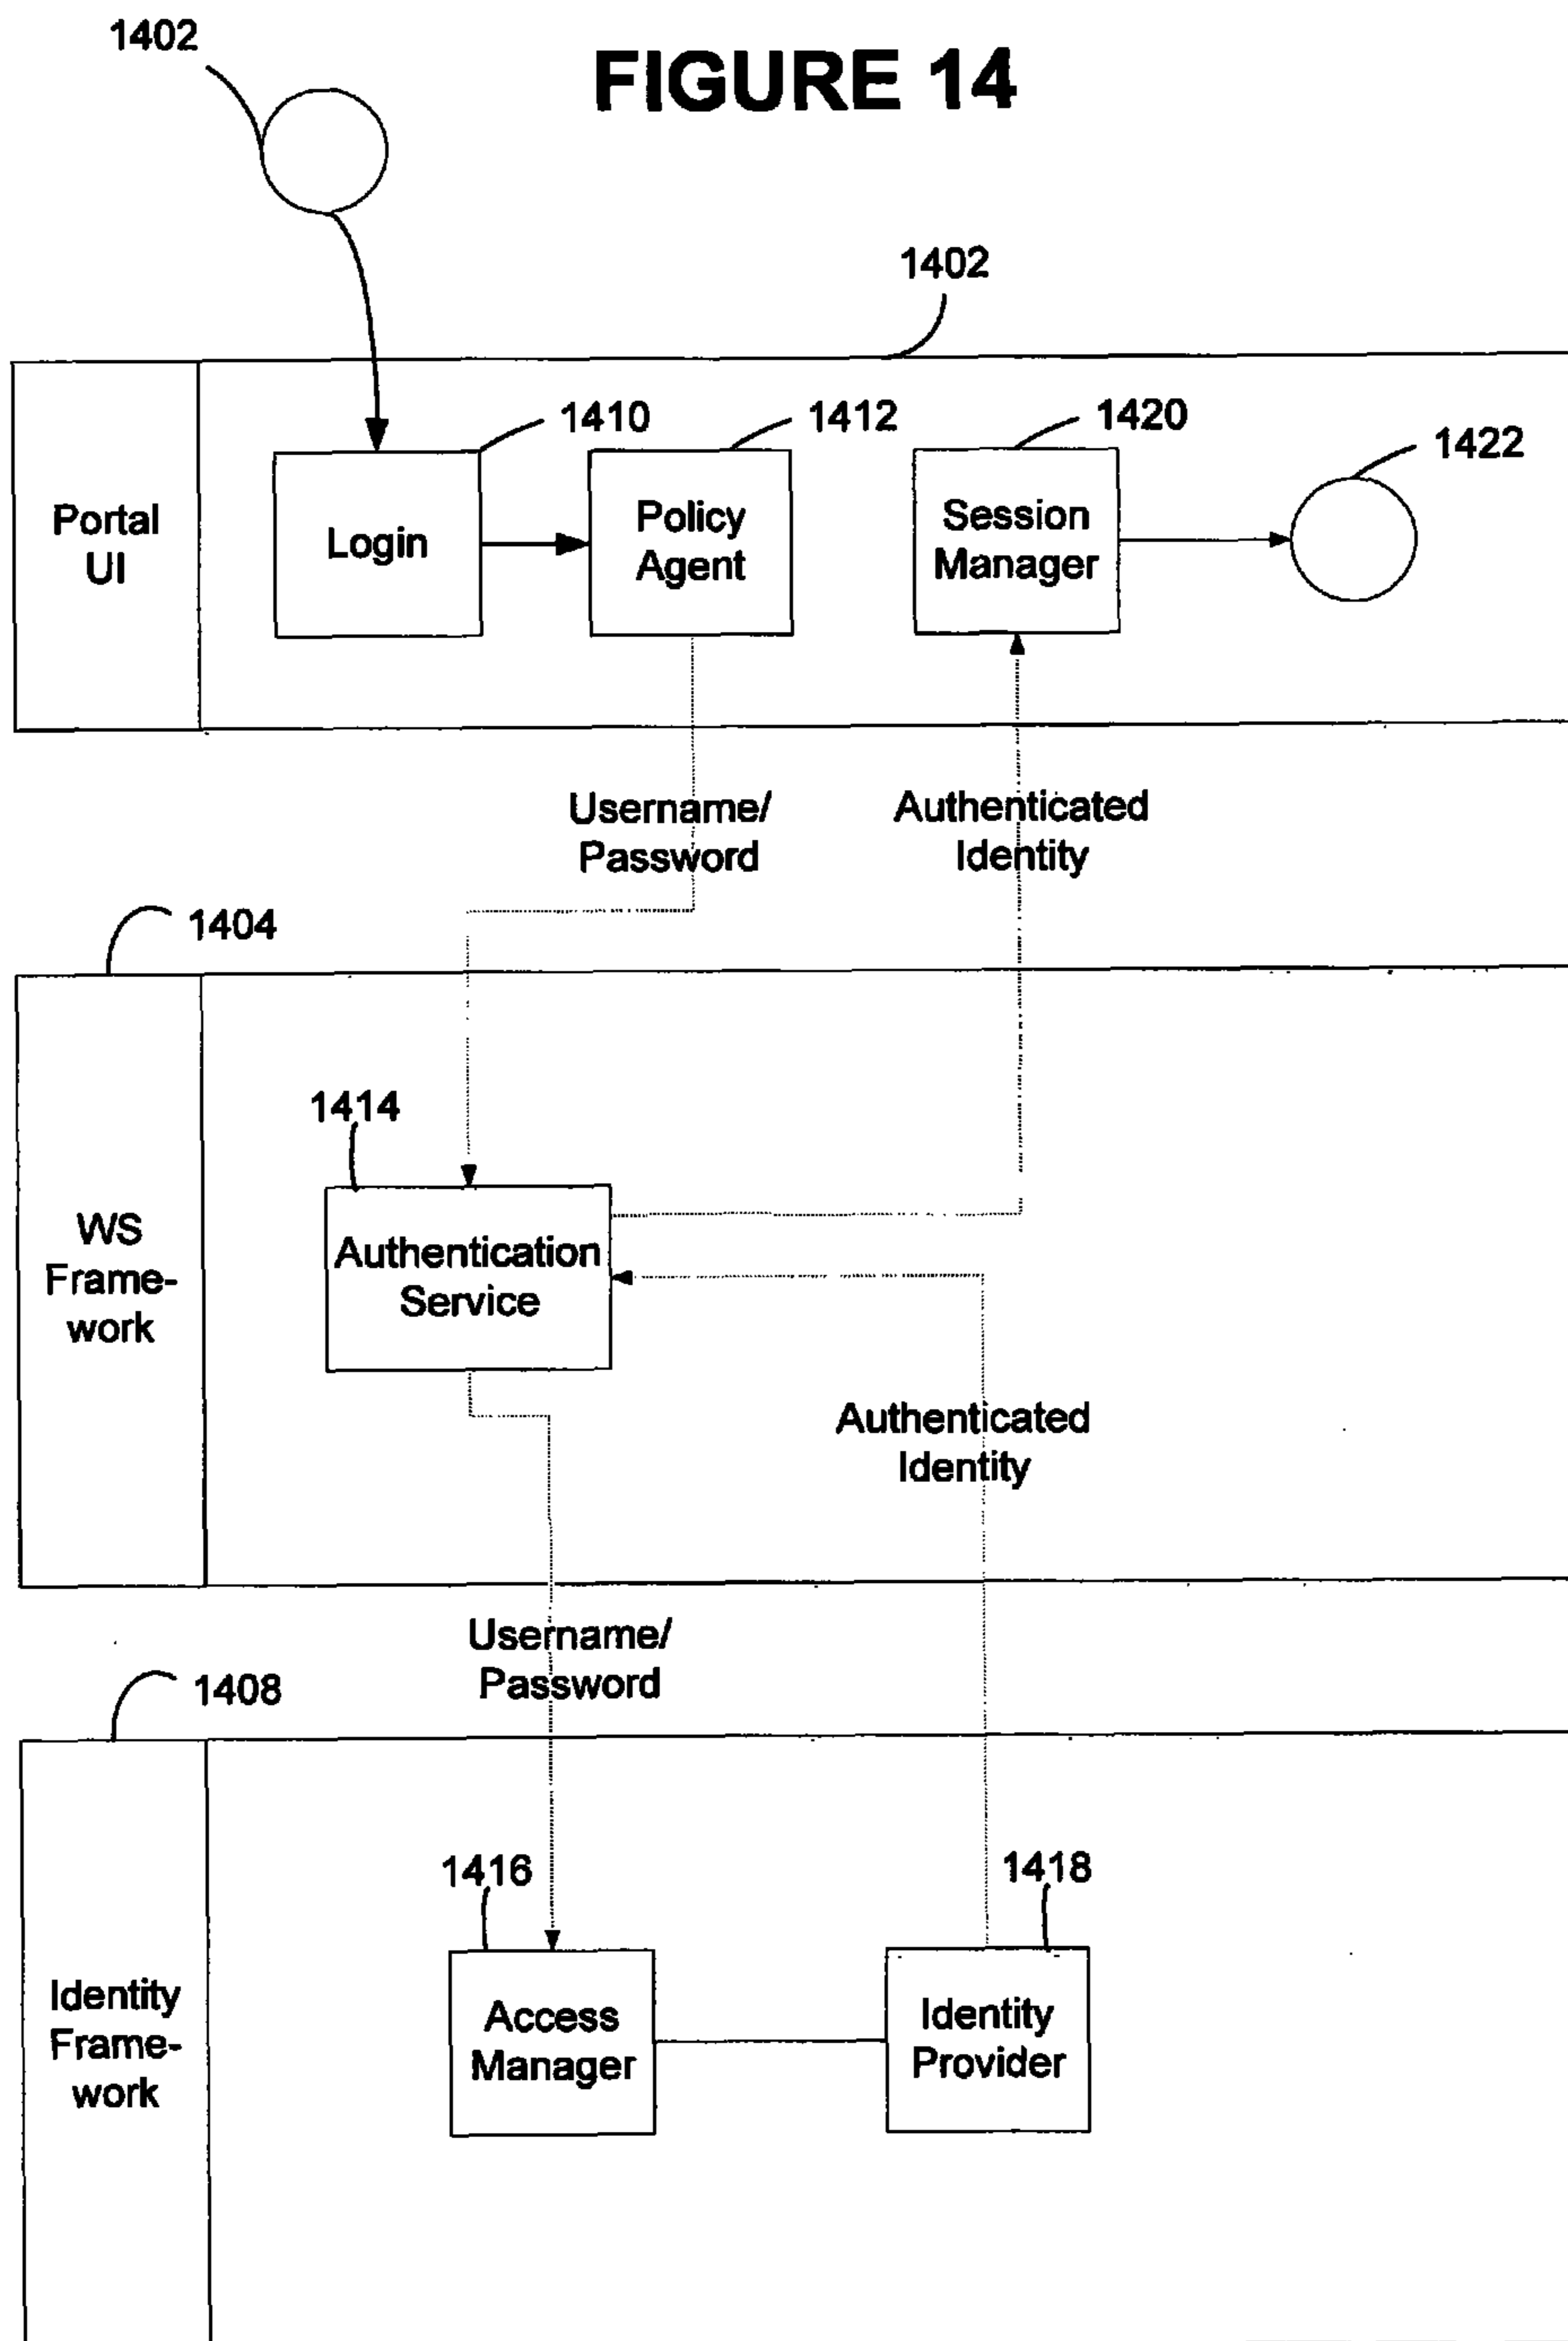 1402
FIGURE 14
1402
1410
1412
1420
1422
Portal
UI
Login
Policy
Agent
Session
Manager
Username/
Password
Authenticated
Identity
1404
1414
WS
Frame-
work
Authentication
Service
Authenticated
Identity
Username/
Password
1408
1416
1418
Identity
Frame-
work
Access
Manager
Identity
Provider